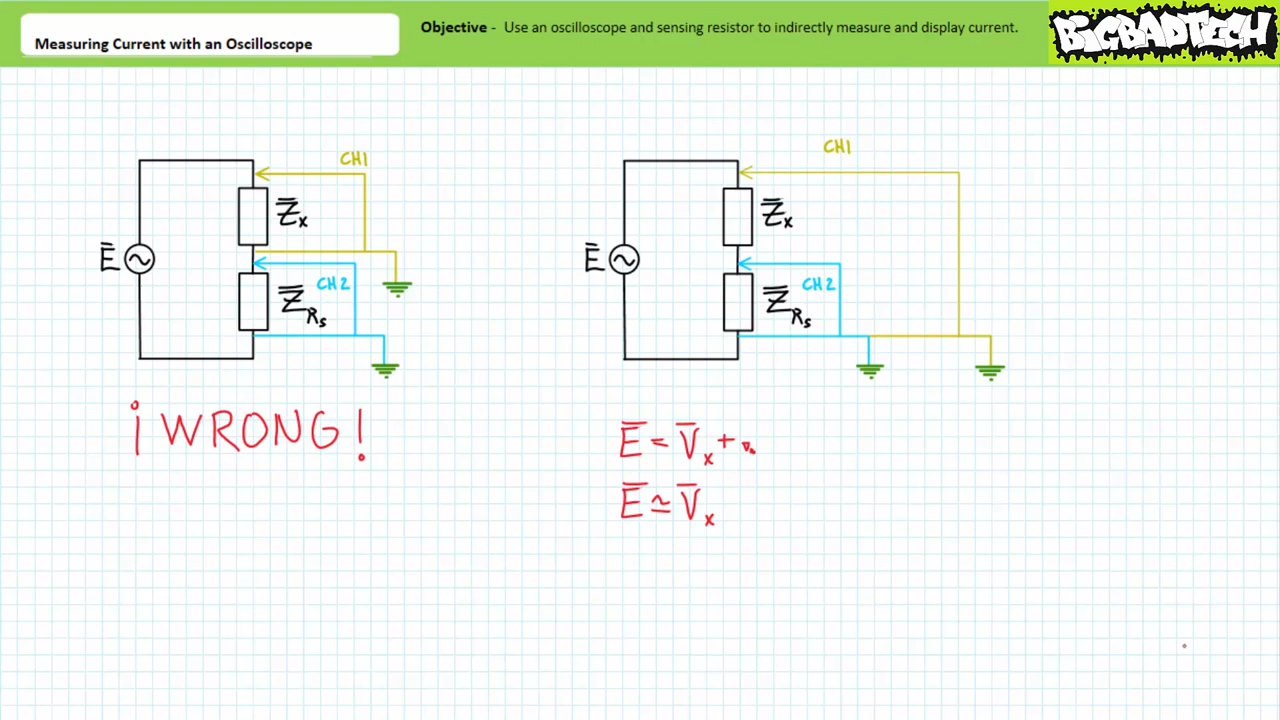 Measuring Current with an Oscilloscope
Objective - Use an oscilloscope and sensing resistor to indirectly measure and display current.
BIGBADTECH
CH1
Z̅x
E̅
CH2
Z̅Rs
CH1
Z̅x
E̅
CH2
Z̅Rs
¡WRONG!
E̅ = V̅x +
E̅ ≃ V̅x